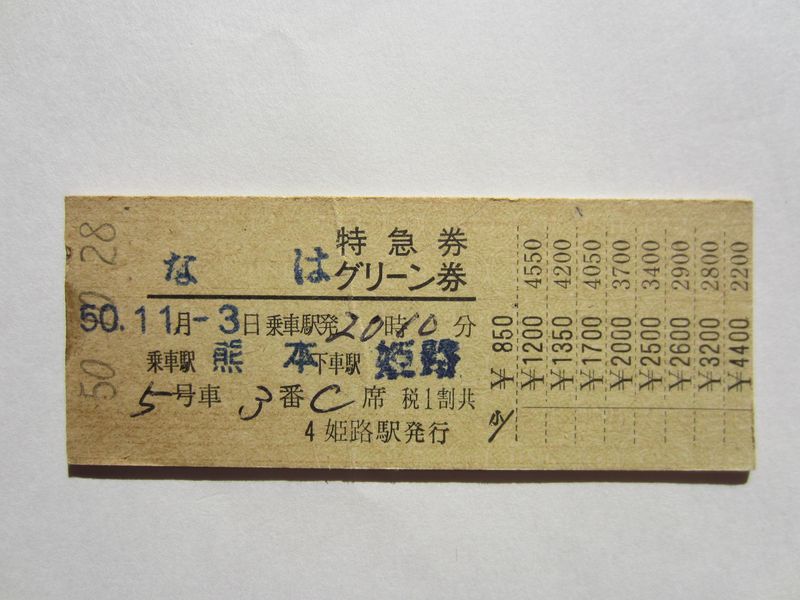 特急券
なは グリーン券
50.11月-3日 乗車駅発 20時10分
乗車駅 熊本 下車駅 姫路
5号車 3番C席 税1割共
4 姫路駅発行
¥850
¥1200 4550
¥1350 4200
¥1700 4050
¥2000 3700
¥2500 3400
¥2600 2900
¥3200 2800
¥4400 2200